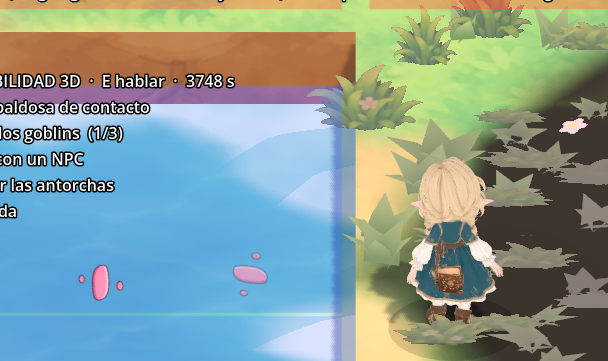 BILIDAD 3D · E hablar · 3748 s
baldosa de contacto
los goblins (1/3)
con un NPC
r las antorchas
da